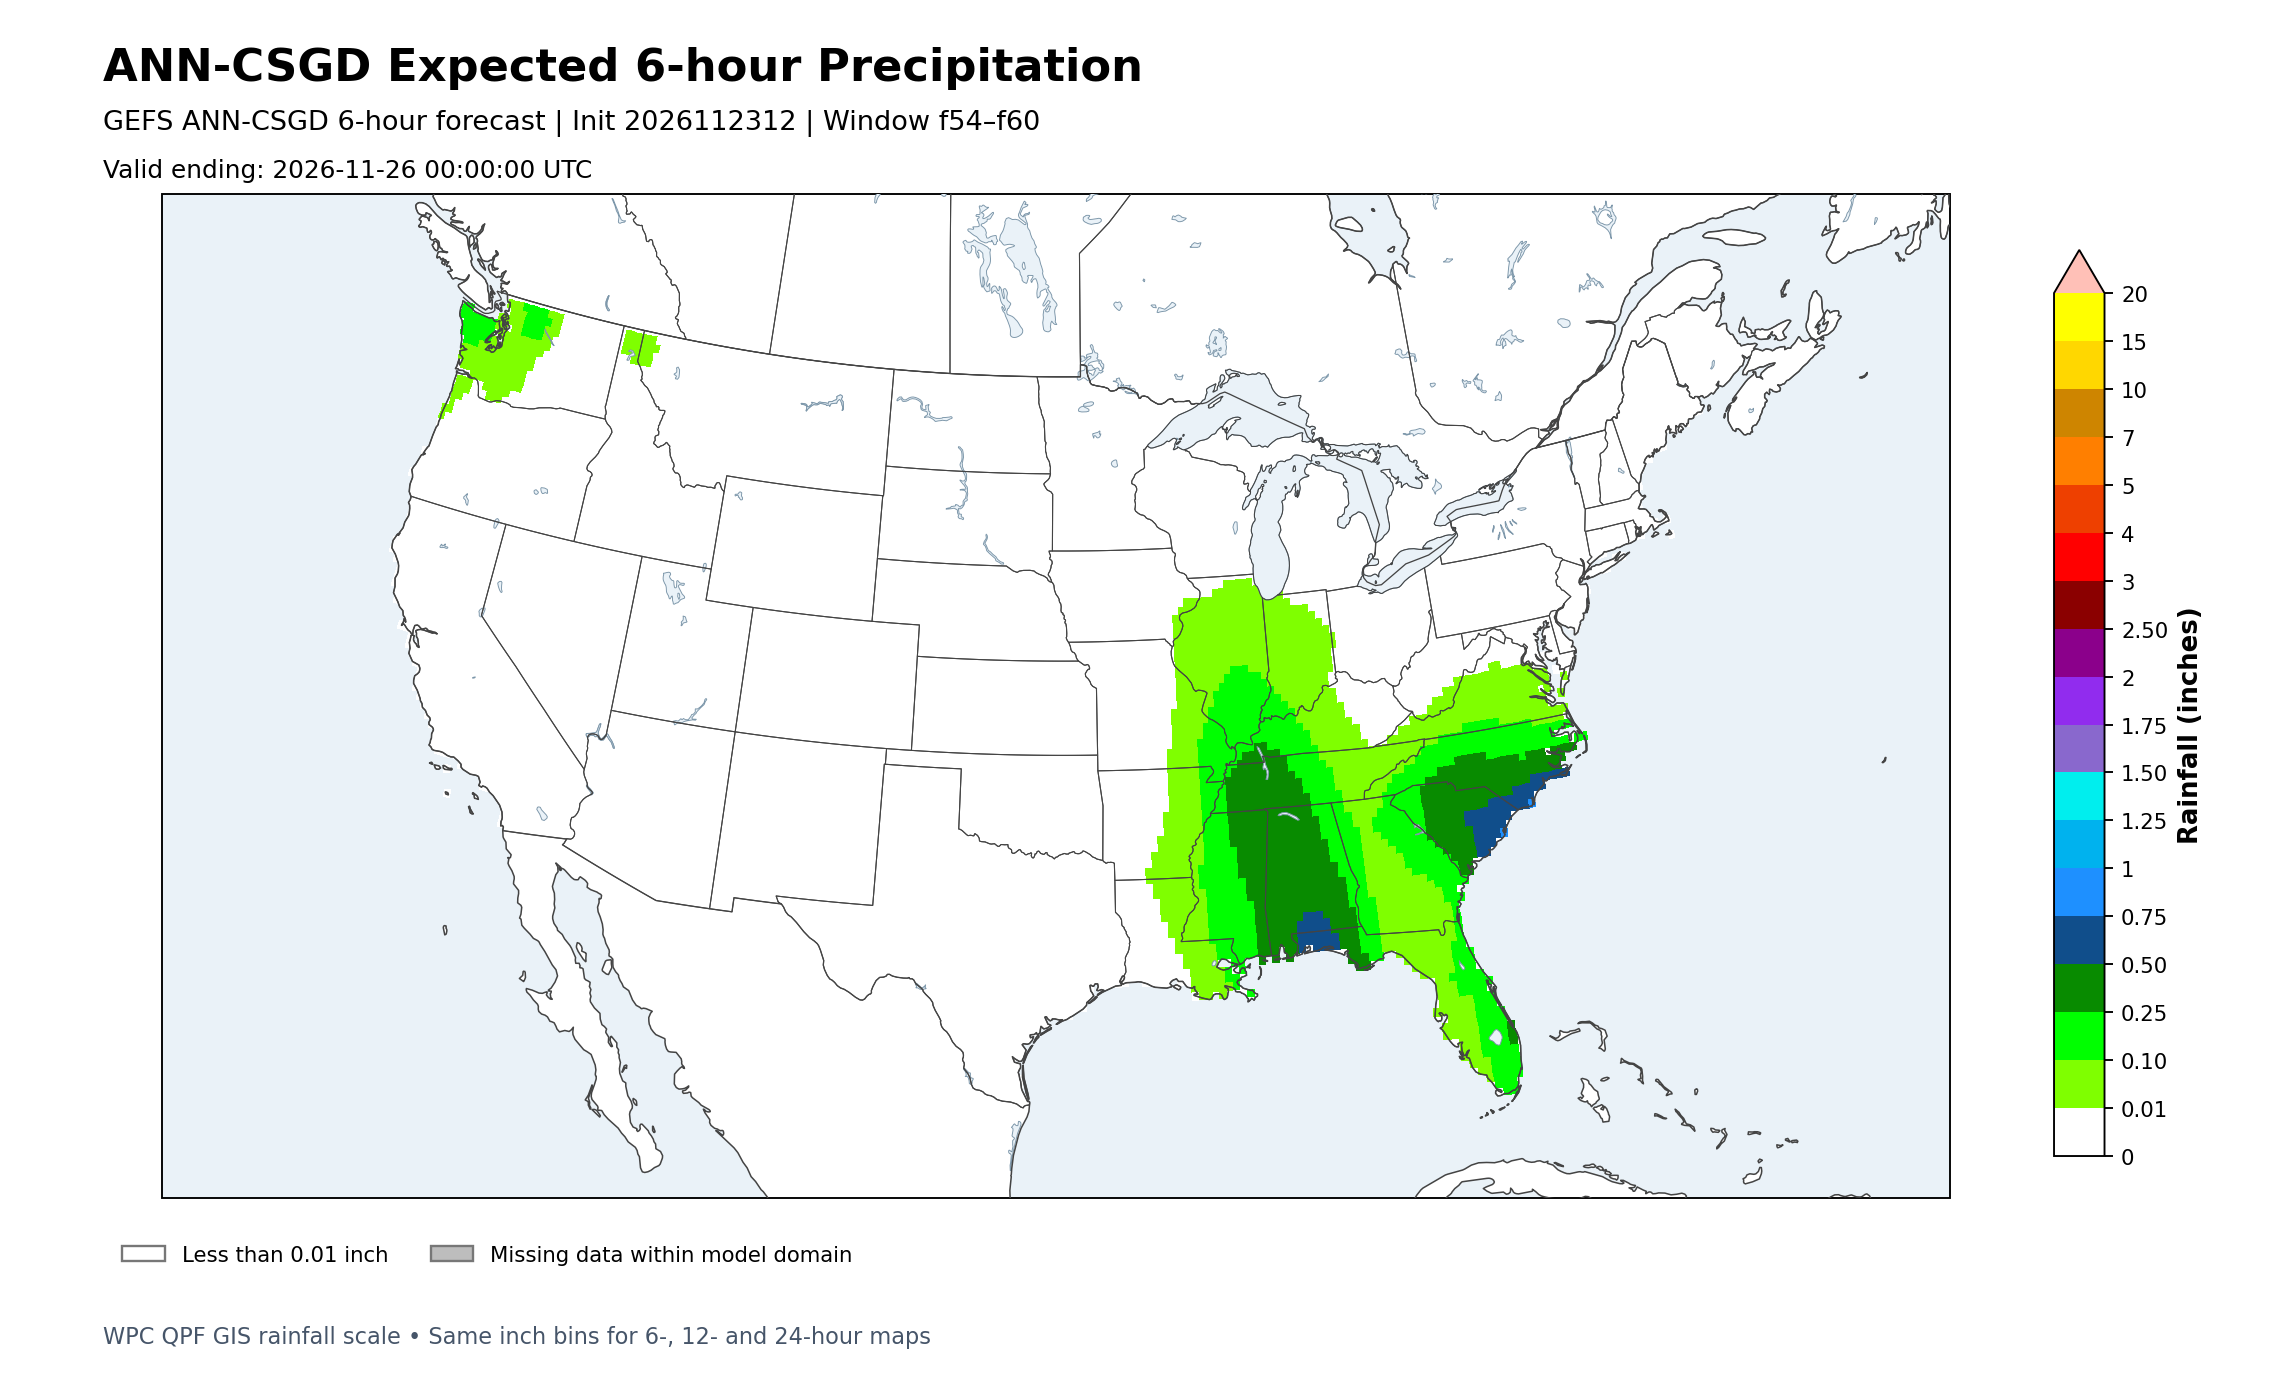 ANN-CSGD Expected 6-hour Precipitation
GEFS ANN-CSGD 6-hour forecast | Init 2026112312 | Window f54–f60
Valid ending: 2026-11-26 00:00:00 UTC
20
15
10
7
5
4
3
2.50
2
1.75
1.50
1.25
1
0.75
0.50
0.25
0.10
0.01
0
Rainfall (inches)
Less than 0.01 inch
Missing data within model domain
WPC QPF GIS rainfall scale • Same inch bins for 6-, 12- and 24-hour maps